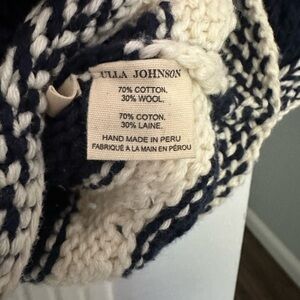 ULLA JOHNSON
70% COTTON.
30% WOOL.
70% COTON.
30% LAINE.
HAND MADE IN PERU
FABRIQUÉ A LA MAIN EN PÉROU